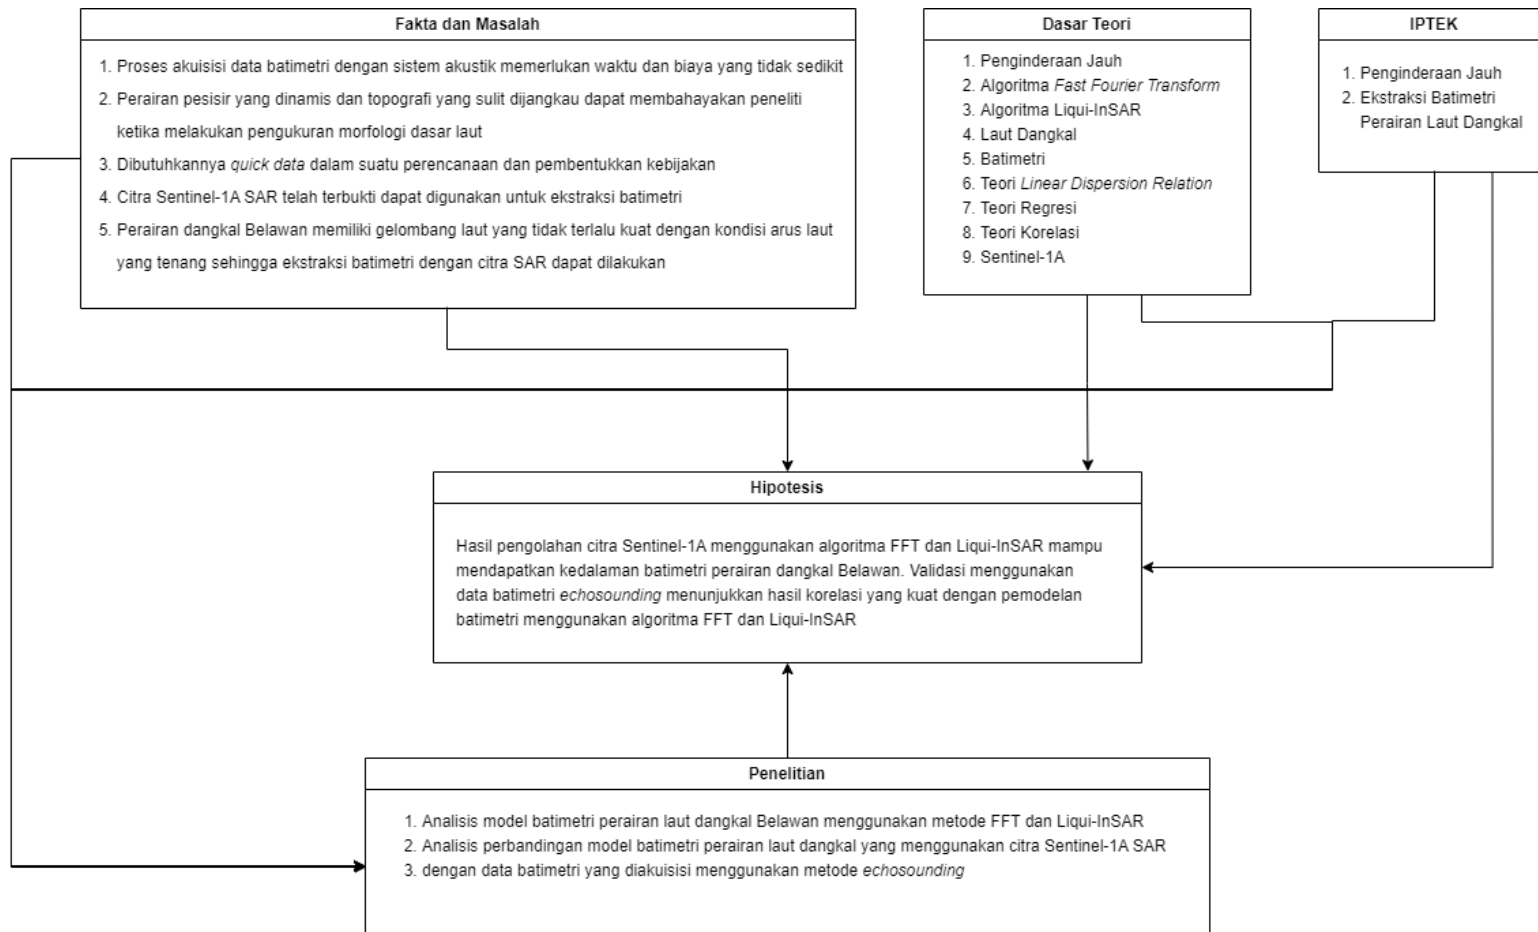 Fakta dan Masalah
1. Proses akuisisi data batimetri dengan sistem akustik memerlukan waktu dan biaya yang tidak sedikit
2. Perairan pesisir yang dinamis dan topografi yang sulit dijangkau dapat membahayakan peneliti
ketika melakukan pengukuran morfologi dasar laut
3. Dibutuhkannya quick data dalam suatu perencanaan dan pembentukkan kebijakan
4. Citra Sentinel-1A SAR telah terbukti dapat digunakan untuk ekstraksi batimetri
5. Perairan dangkal Belawan memiliki gelombang laut yang tidak terlalu kuat dengan kondisi arus laut
yang tenang sehingga ekstraksi batimetri dengan citra SAR dapat dilakukan
Dasar Teori
1. Penginderaan Jauh
2. Algoritma Fast Fourier Transform
3. Algoritma Liqui-InSAR
4. Laut Dangkal
5. Batimetri
6. Teori Linear Dispersion Relation
7. Teori Regresi
8. Teori Korelasi
9. Sentinel-1A
IPTEK
1. Penginderaan Jauh
2. Ekstraksi Batimetri
Perairan Laut Dangkal
Hipotesis
Hasil pengolahan citra Sentinel-1A menggunakan algoritma FFT dan Liqui-InSAR mampu
mendapatkan kedalaman batimetri perairan dangkal Belawan. Validasi menggunakan
data batimetri echosounding menunjukkan hasil korelasi yang kuat dengan pemodelan
batimetri menggunakan algoritma FFT dan Liqui-InSAR
Penelitian
1. Analisis model batimetri perairan laut dangkal Belawan menggunakan metode FFT dan Liqui-InSAR
2. Analisis perbandingan model batimetri perairan laut dangkal yang menggunakan citra Sentinel-1A SAR
3. dengan data batimetri yang diakuisisi menggunakan metode echosounding